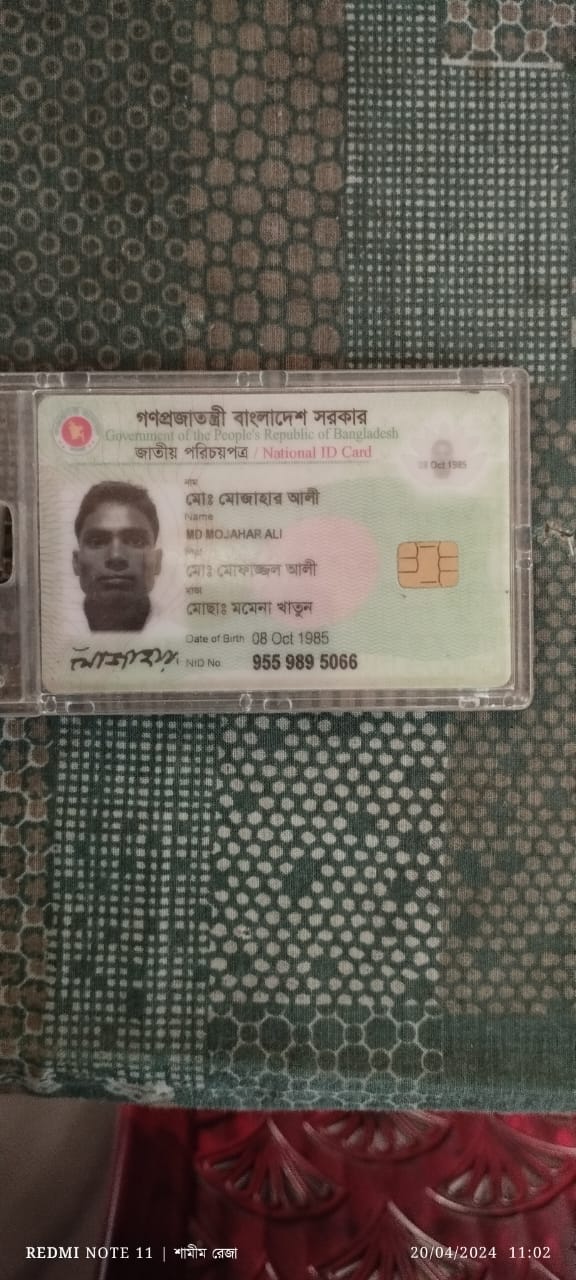 গণপ্রজাতন্ত্রী বাংলাদেশ সরকার
Government of the People's Republic of Bangladesh
জাতীয় পরিচয়পত্র / National ID Card
08 Oct 1985
নাম
মোঃ মোজাহার আলী
Name
MD MOJAHAR ALI
পিতা
মোঃ মোফাজ্জল আলী
মাতা
মোছাঃ মমেনা খাতুন
Date of Birth 08 Oct 1985
মোজাহার
NID No. 955 989 5066
REDMI NOTE 11 | শামীম রেজা
20/04/2024 11:02